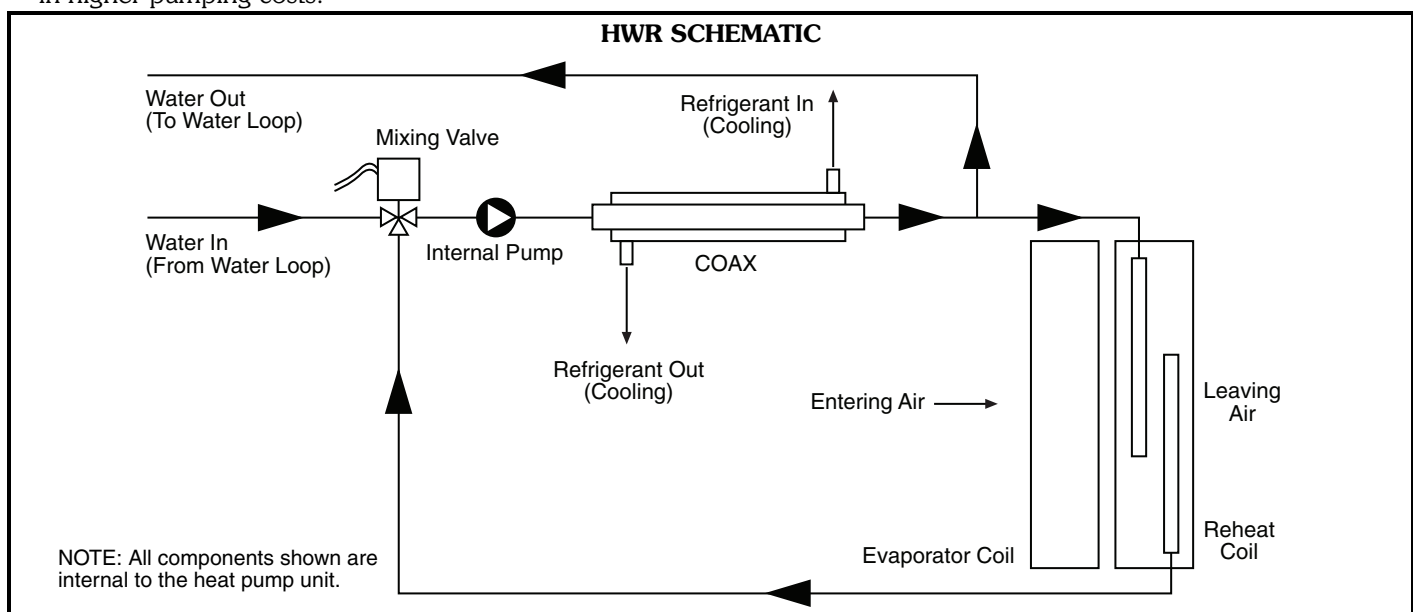 in higher pumping costs.
HWR SCHEMATIC
Water Out
(To Water Loop)
Mixing Valve
Refrigerant In
(Cooling)
Water In
(From Water Loop)
Internal Pump
COAX
Refrigerant Out
(Cooling)
Entering Air
Leaving
Air
NOTE: All components shown are
internal to the heat pump unit.
Evaporator Coil
Reheat
Coil